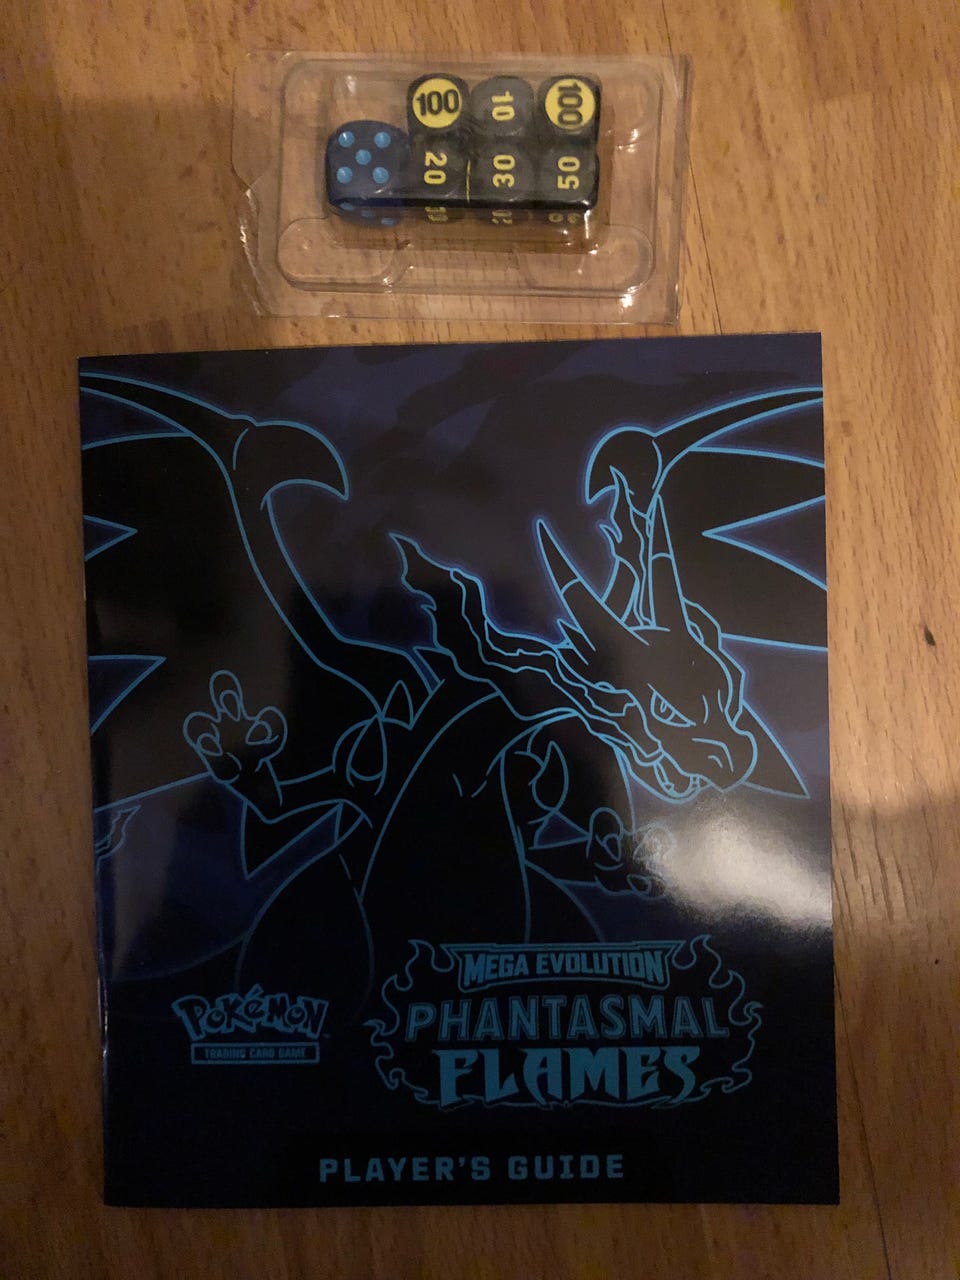 100 10 100
20 30 50
MEGA EVOLUTION
POKéMON
TRADING CARD GAME
PHANTASMAL
FLAMES
PLAYER'S GUIDE